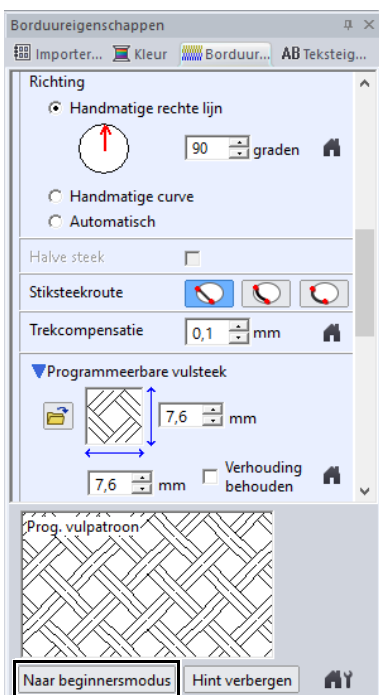 Borduureigenschappen
Importer... Kleur Borduur... AB Teksteig...
Richting
Handmatige rechte lijn
90 graden
Handmatige curve
Automatisch
Halve steek
Stiksteekroute
Trekcompensatie 0,1 mm
Programmeerbare vulsteek
7,6 mm
7,6 mm Verhouding behouden
Prog. vulpatroon
Naar beginnersmodus Hint verbergen